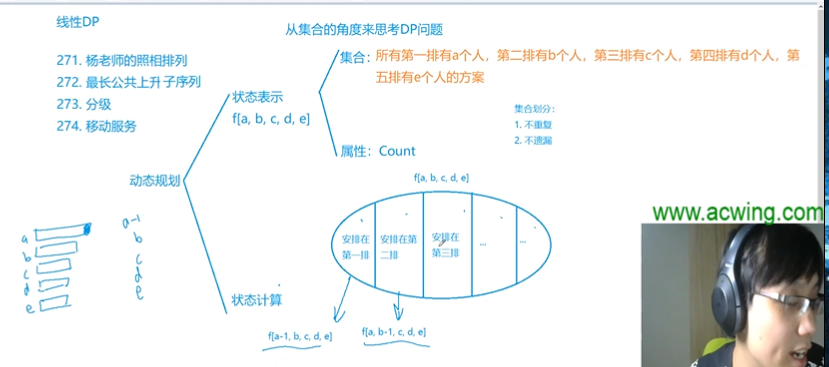 线性DP
271. 杨老师的照相排列
272. 最长公共上升子序列
273. 分级
274. 移动服务
从集合的角度来思考DP问题
集合：所有第一排有a个人，第二排有b个人，第三排有c个人，第四排有d个人，第
五排有e个人的方案
状态表示
f[a, b, c, d, e]
集合划分：
1. 不重复
2. 不遗漏
属性：Count
动态规划
f[a, b, c, d, e]
a
b
c
d
e
a-1
b
c
d
e
安排在
第一排
安排在第
二排
安排在
第三排
...
...
状态计算
f[a-1, b, c, d, e]
f[a, b-1, c, d, e]
www.acwing.com